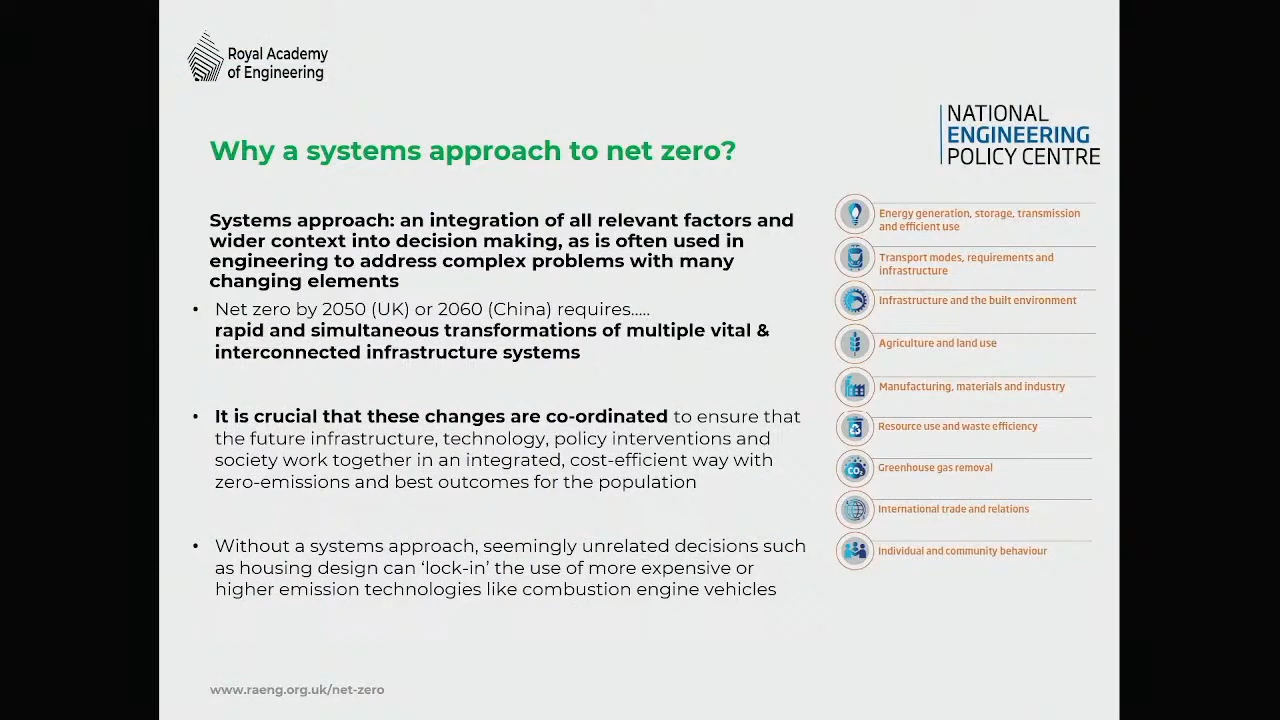 Royal Academy
of Engineering
NATIONAL
ENGINEERING
POLICY CENTRE
Why a systems approach to net zero?
Systems approach: an integration of all relevant factors and
wider context into decision making, as is often used in
engineering to address complex problems with many
changing elements
• Net zero by 2050 (UK) or 2060 (China) requires.....
rapid and simultaneous transformations of multiple vital &
interconnected infrastructure systems
• It is crucial that these changes are co-ordinated to ensure that
the future infrastructure, technology, policy interventions and
society work together in an integrated, cost-efficient way with
zero-emissions and best outcomes for the population
• Without a systems approach, seemingly unrelated decisions such
as housing design can ‘lock-in’ the use of more expensive or
higher emission technologies like combustion engine vehicles
Energy generation, storage, transmission
and efficient use
Transport modes, requirements and
infrastructure
Infrastructure and the built environment
Agriculture and land use
Manufacturing, materials and industry
Resource use and waste efficiency
CO₂
Greenhouse gas removal
International trade and relations
Individual and community behaviour
www.raeng.org.uk/net-zero